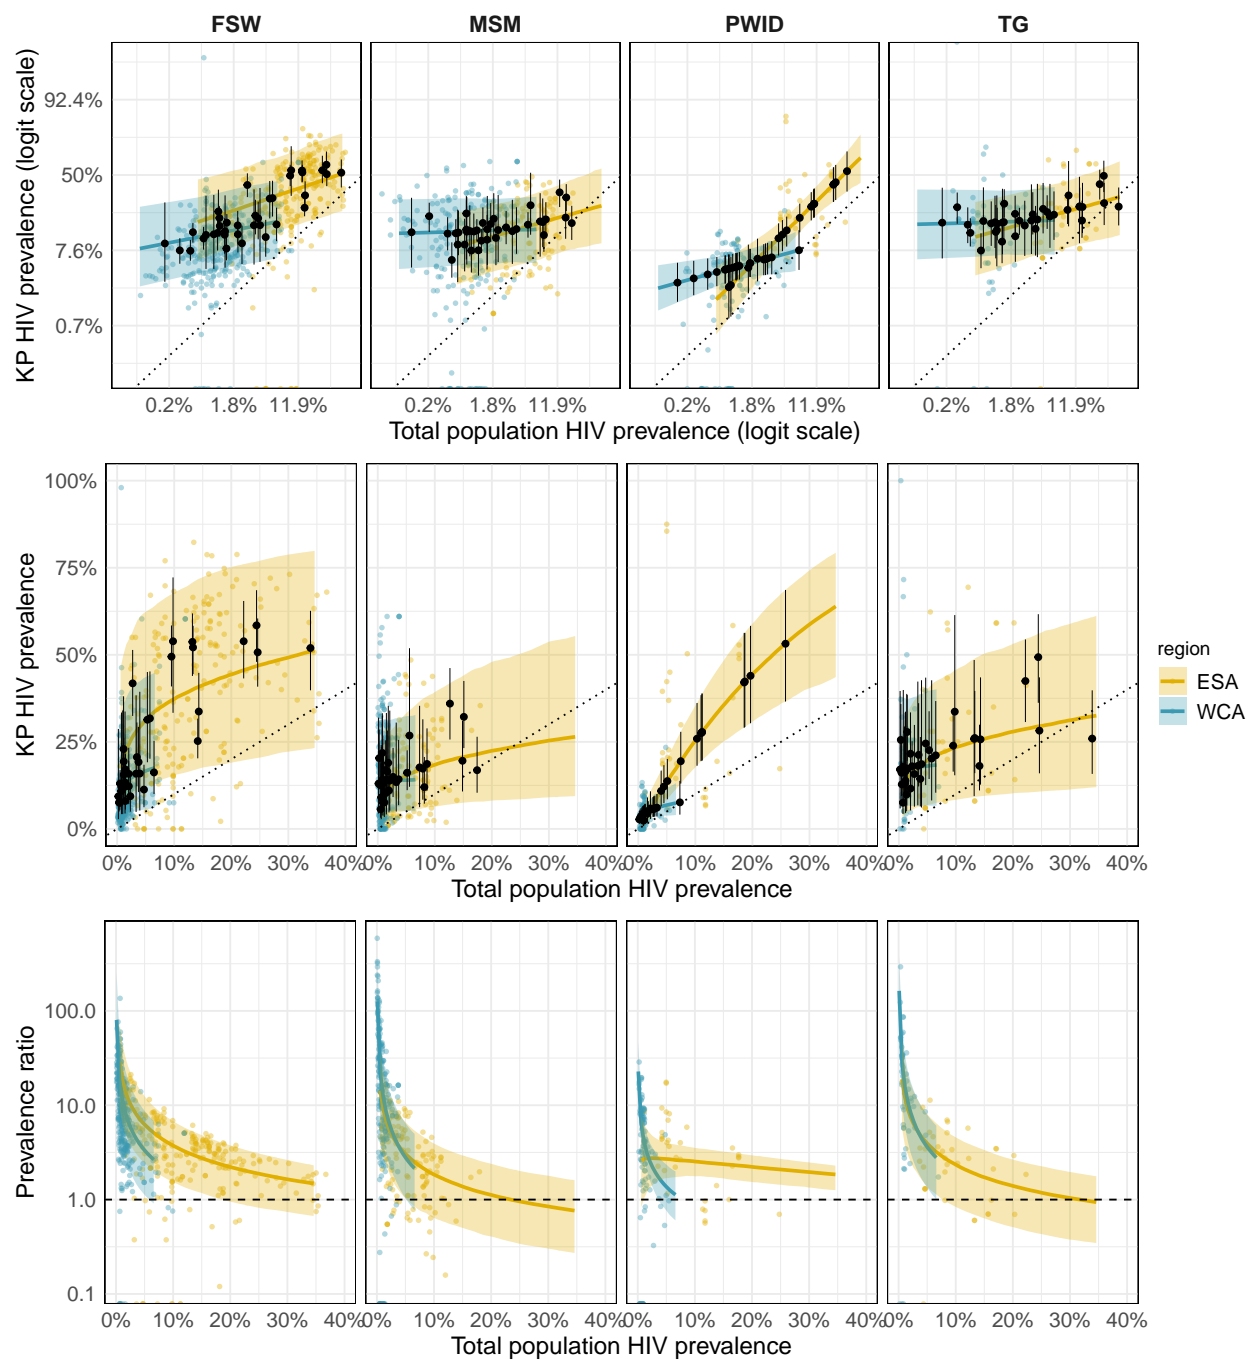 FSW MSM PWID TG
KP HIV prevalence (logit scale)
92.4%
50%
7.6%
0.7%
0.2% 1.8% 11.9% 0.2% 1.8% 11.9% 0.2% 1.8% 11.9% 0.2% 1.8% 11.9%
Total population HIV prevalence (logit scale)
KP HIV prevalence
100%
75%
50%
25%
0%
0% 10% 20% 30% 40% 0% 10% 20% 30% 40% 0% 10% 20% 30% 40% 0% 10% 20% 30% 40%
Total population HIV prevalence
region
ESA
WCA
Prevalence ratio
100.0
10.0
1.0
0.1
0% 10% 20% 30% 40% 0% 10% 20% 30% 40% 0% 10% 20% 30% 40% 0% 10% 20% 30% 40%
Total population HIV prevalence